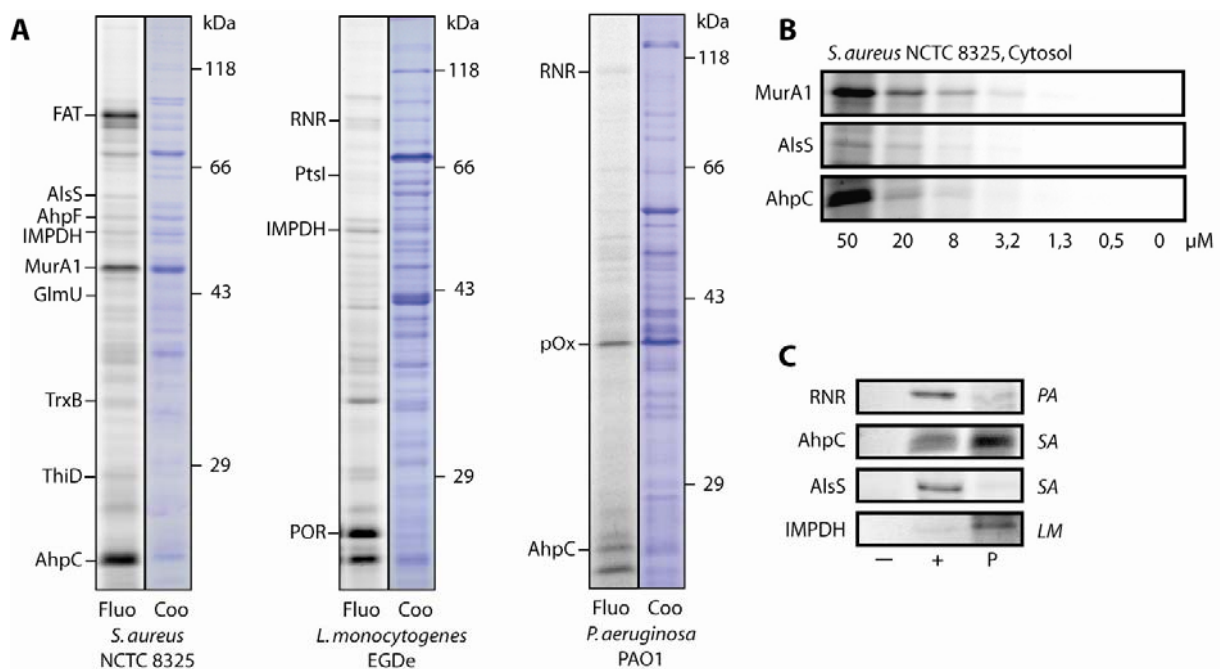 A
kDa
118
66
43
29
FAT
AlsS
AhpF
IMPDH
MurA1
GlmU
TrxB
ThiD
AhpC
Fluo Coo
S. aureus
NCTC 8325
kDa
118
66
43
29
RNR
PtsI
IMPDH
POR
Fluo Coo
L. monocytogenes
EGDe
kDa
118
66
43
29
RNR
pOx
AhpC
Fluo Coo
P. aeruginosa
PAO1
B
S. aureus NCTC 8325, Cytosol
MurA1
AlsS
AhpC
50 20 8 3,2 1,3 0,5 0 µM
C
RNR PA
AhpC SA
AlsS SA
IMPDH LM
— + P